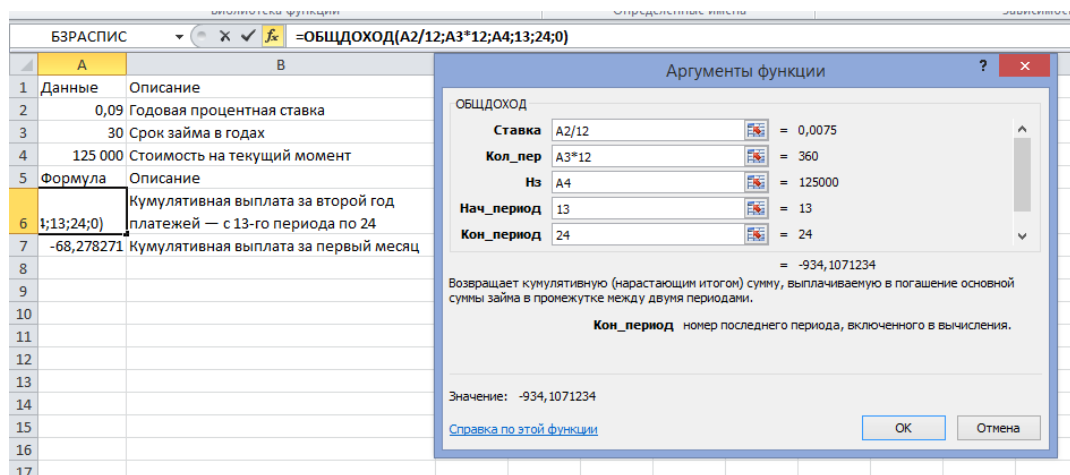 Библиотека функций Определенные имена Зависимос
БЗРАСПИС fx =ОБЩДОХОД(A2/12;A3*12;A4;13;24;0)
A B
1 Данные Описание
2 0,09 Годовая процентная ставка
3 30 Срок займа в годах
4 125 000 Стоимость на текущий момент
5 Формула Описание
Кумулятивная выплата за второй год
6 4;13;24;0) платежей — с 13-го периода по 24
7 -68,278271 Кумулятивная выплата за первый месяц
8
9
10
11
12
13
14
15
16
17
Аргументы функции ? ×
ОБЩДОХОД
Ставка A2/12 = 0,0075
Кол_пер A3*12 = 360
Нз A4 = 125000
Нач_период 13 = 13
Кон_период 24 = 24
= -934,1071234
Возвращает кумулятивную (нарастающим итогом) сумму, выплачиваемую в погашение основной
суммы займа в промежутке между двумя периодами.
Кон_период номер последнего периода, включенного в вычисления.
Значение: -934,1071234
Справка по этой функции OK Отмена